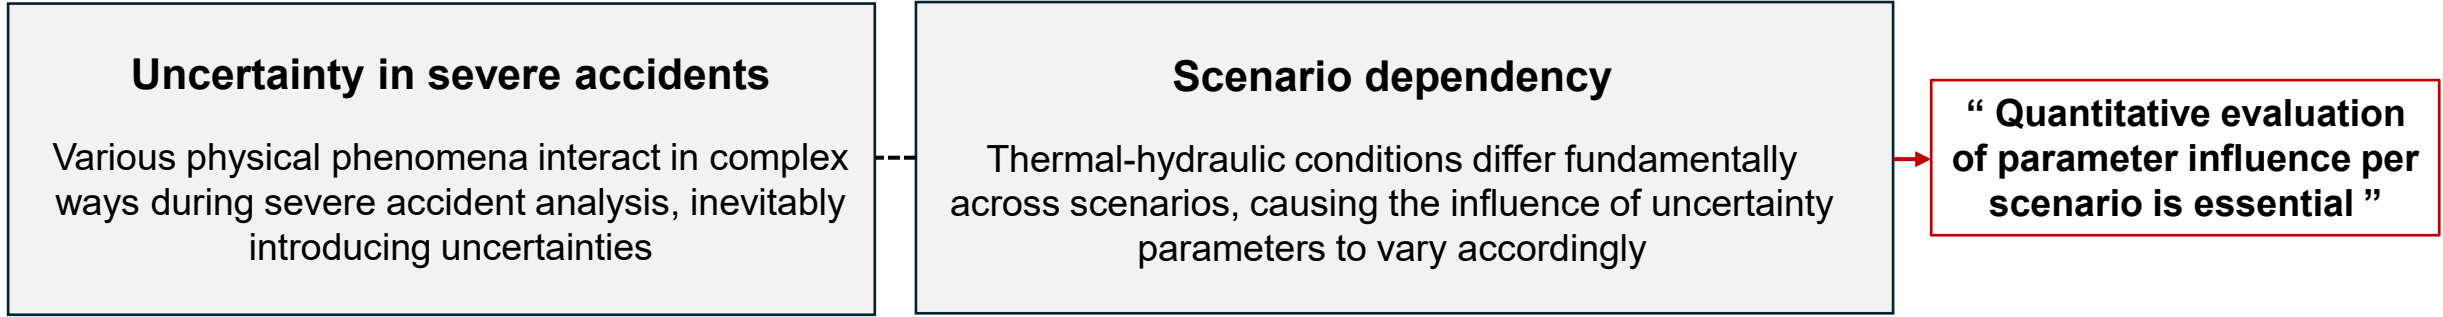 Uncertainty in severe accidents
Various physical phenomena interact in complex
ways during severe accident analysis, inevitably
introducing uncertainties
Scenario dependency
Thermal-hydraulic conditions differ fundamentally
across scenarios, causing the influence of uncertainty
parameters to vary accordingly
“ Quantitative evaluation
of parameter influence per
scenario is essential ”